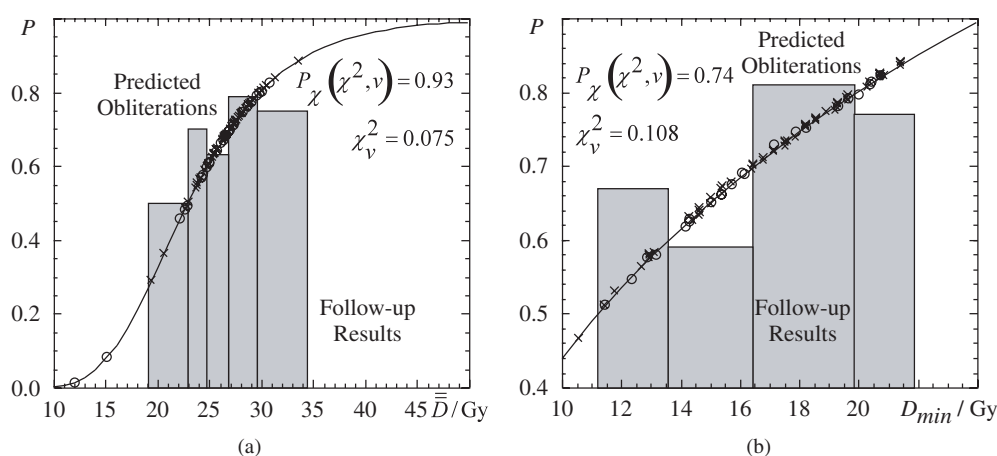 P
1.0
0.8
0.6
0.4
0.2
0.0
10 15 20 25 30 35 40 45 D̿ / Gy
Predicted
Obliterations
P_χ(χ², ν) = 0.93
χ²_ν = 0.075
Follow-up
Results
(a)
P
0.8
0.7
0.6
0.5
0.4
10 12 14 16 18 20 D_min / Gy
P_χ(χ², ν) = 0.74
χ²_ν = 0.108
Predicted
Obliterations
Follow-up
Results
(b)